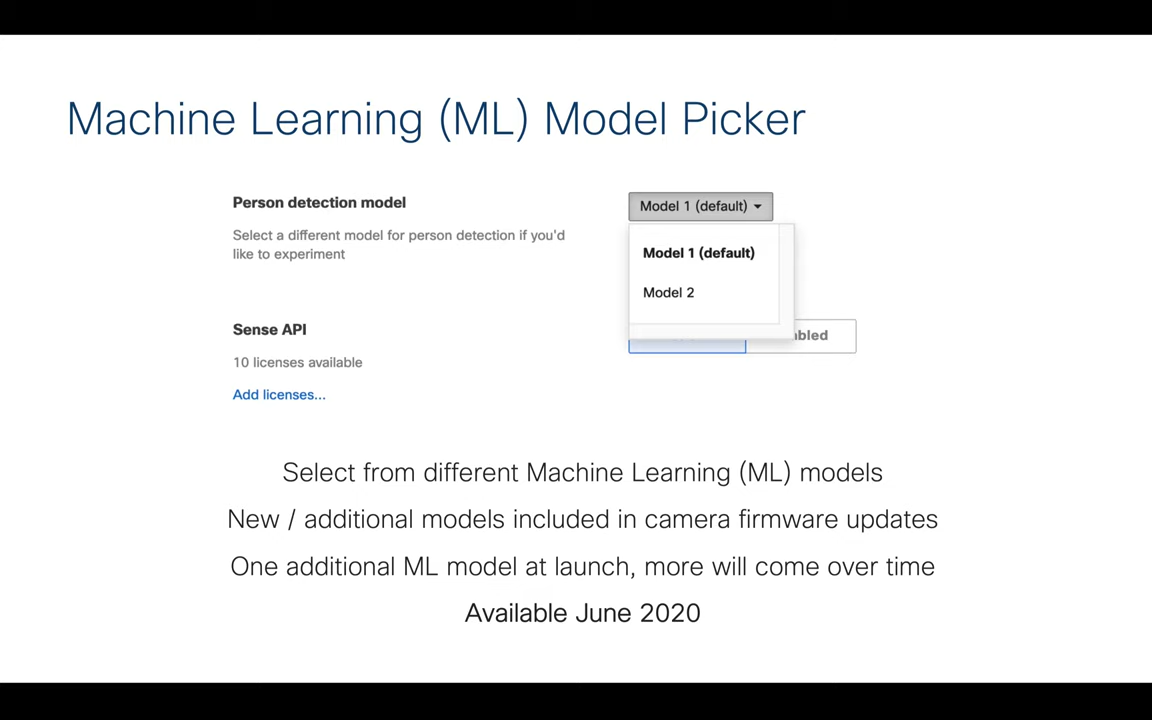 Machine Learning (ML) Model Picker
Person detection model
Model 1 (default)
Select a different model for person detection if you'd
like to experiment
Model 1 (default)
Model 2
Sense API
10 licenses available
Add licenses...
Select from different Machine Learning (ML) models
New / additional models included in camera firmware updates
One additional ML model at launch, more will come over time
Available June 2020